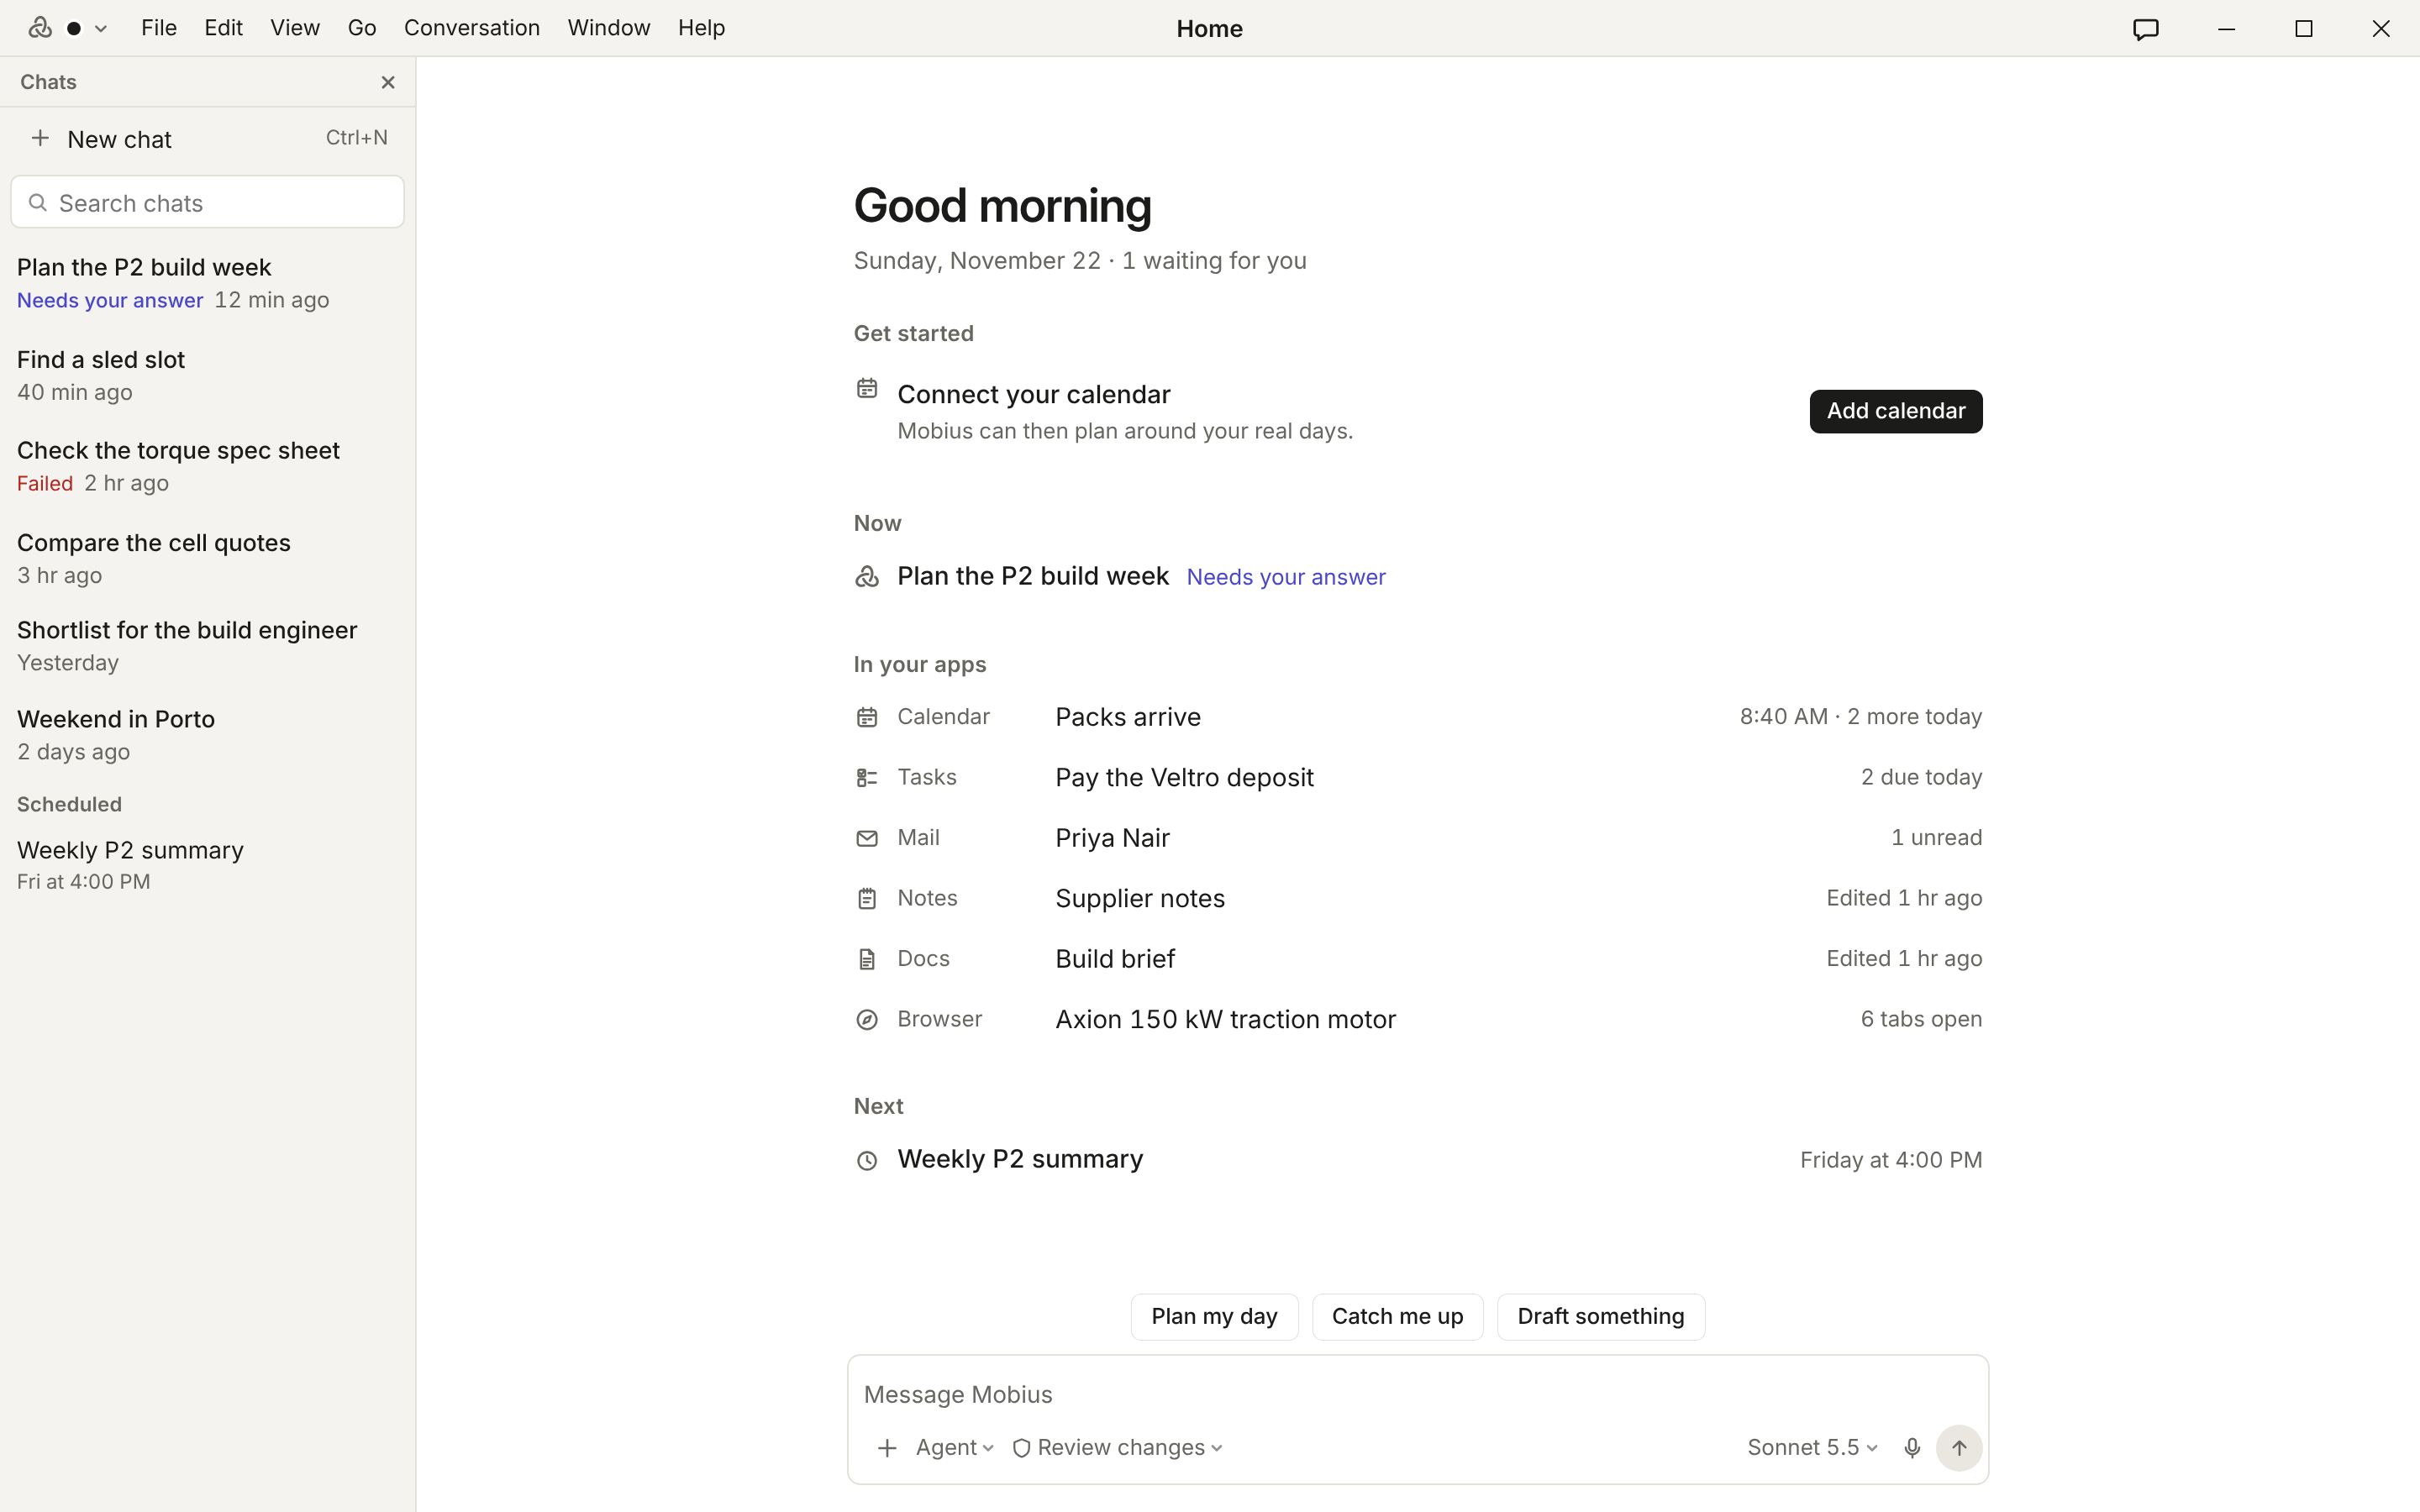 File Edit View Go Conversation Window Help
Home
Chats
New chat Ctrl+N
Search chats
Plan the P2 build week
Needs your answer 12 min ago
Find a sled slot
40 min ago
Check the torque spec sheet
Failed 2 hr ago
Compare the cell quotes
3 hr ago
Shortlist for the build engineer
Yesterday
Weekend in Porto
2 days ago
Scheduled
Weekly P2 summary
Fri at 4:00 PM
Good morning
Sunday, November 22 · 1 waiting for you
Get started
Connect your calendar
Mobius can then plan around your real days.
Add calendar
Now
Plan the P2 build week Needs your answer
In your apps
Calendar Packs arrive 8:40 AM · 2 more today
Tasks Pay the Veltro deposit 2 due today
Mail Priya Nair 1 unread
Notes Supplier notes Edited 1 hr ago
Docs Build brief Edited 1 hr ago
Browser Axion 150 kW traction motor 6 tabs open
Next
Weekly P2 summary Friday at 4:00 PM
Plan my day Catch me up Draft something
Message Mobius
Agent Review changes Sonnet 5.5